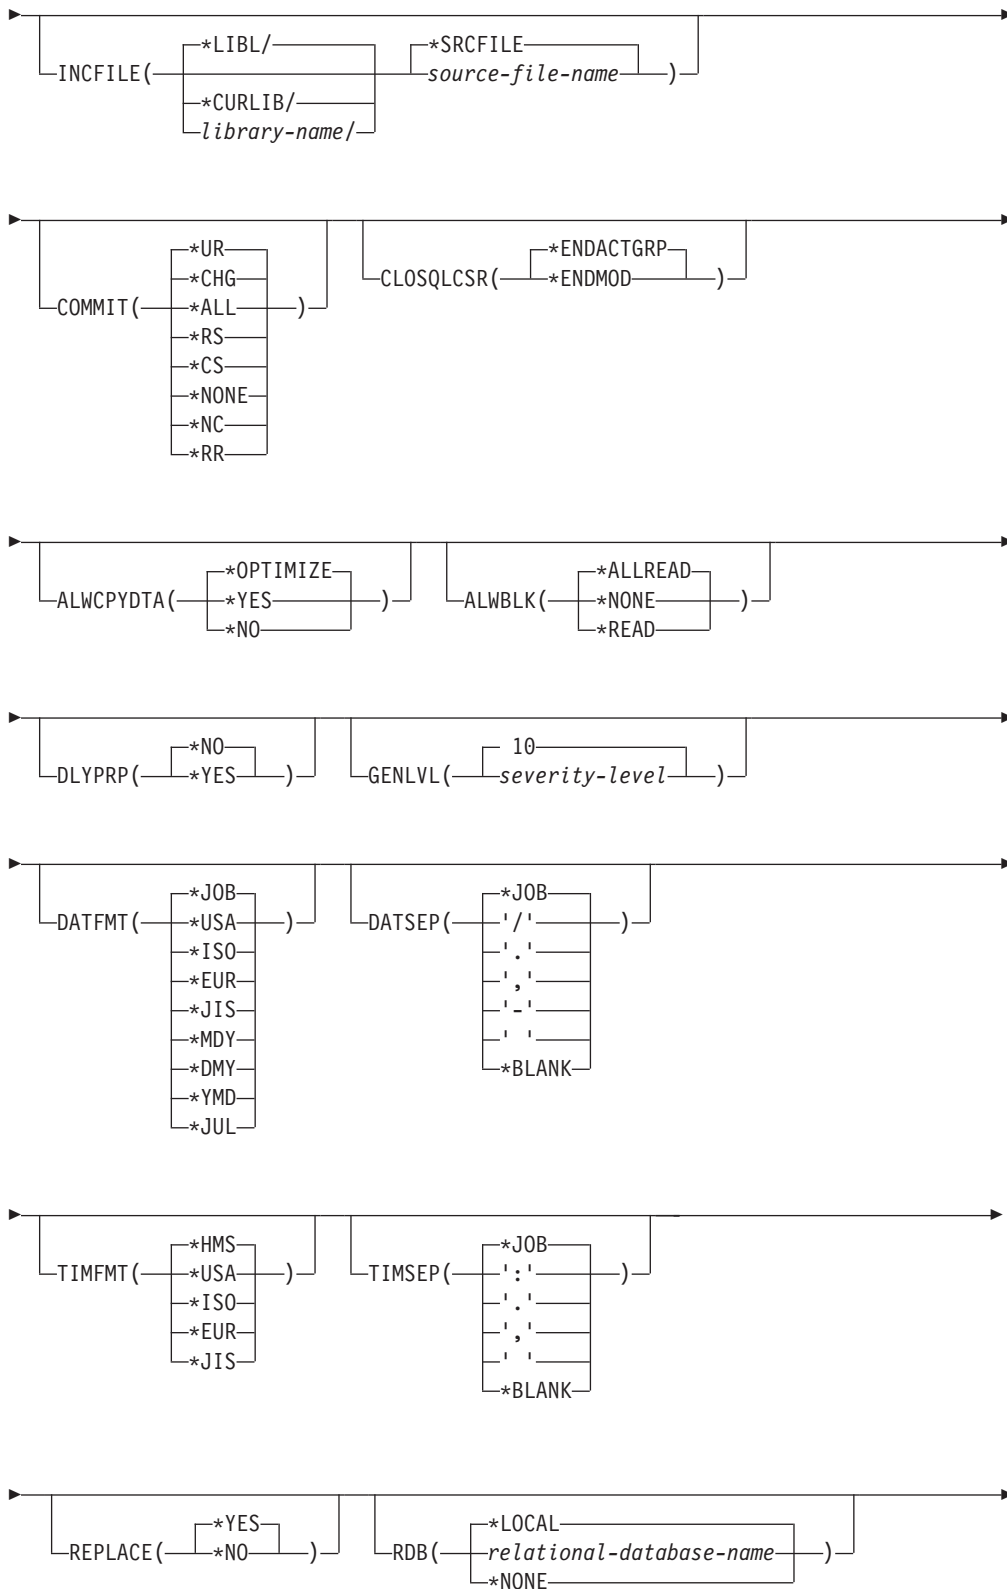 *LIBL/ *SRCFILE
INCFILE( source-file-name )
*CURLIB/
library-name/
*UR *ENDACTGRP
*CHG CLOSQLCSR( *ENDMOD )
COMMIT( *ALL )
*RS
*CS
*NONE
*NC
*RR
*OPTIMIZE *ALLREAD
ALWCPYDTA( *YES ) ALWBLK( *NONE )
*NO *READ
*NO 10
DLYPRP( *YES ) GENLVL( severity-level )
*JOB *JOB
DATFMT( *USA ) DATSEP( '/' )
*ISO '.'
*EUR ','
*JIS '-'
*MDY ' '
*DMY *BLANK
*YMD
*JUL
*HMS *JOB
TIMFMT( *USA ) TIMSEP( ':' )
*ISO '.'
*EUR ','
*JIS ' '
*BLANK
*YES *LOCAL
REPLACE( *NO ) RDB( relational-database-name )
*NONE